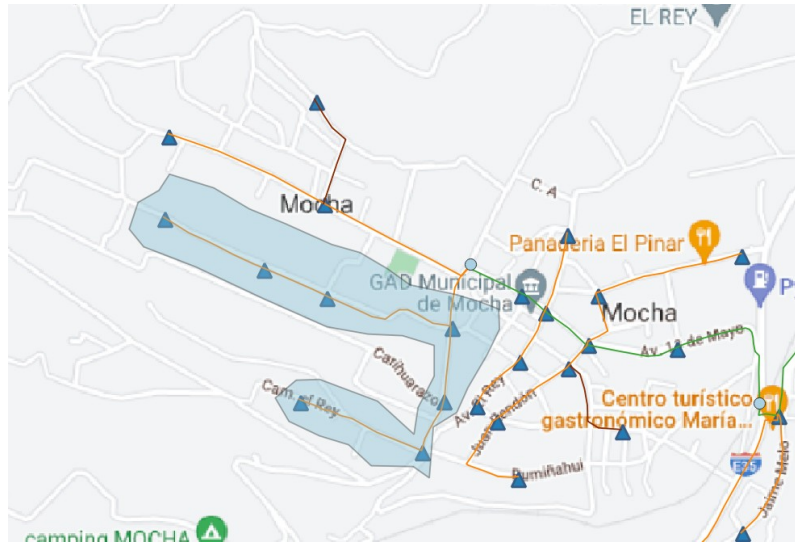 EL REY
C. A
Mocha
Panadería El Pinar
GAD Municipal
de Mocha
Mocha
Av. 14 de Mayo
Carihuarazo
Cam. el Rey
Av. El Rey
Juan Rendón
Centro turístico
gastronómico María...
Rumiñahui
E35
Jaime Melo
camping MOCHA